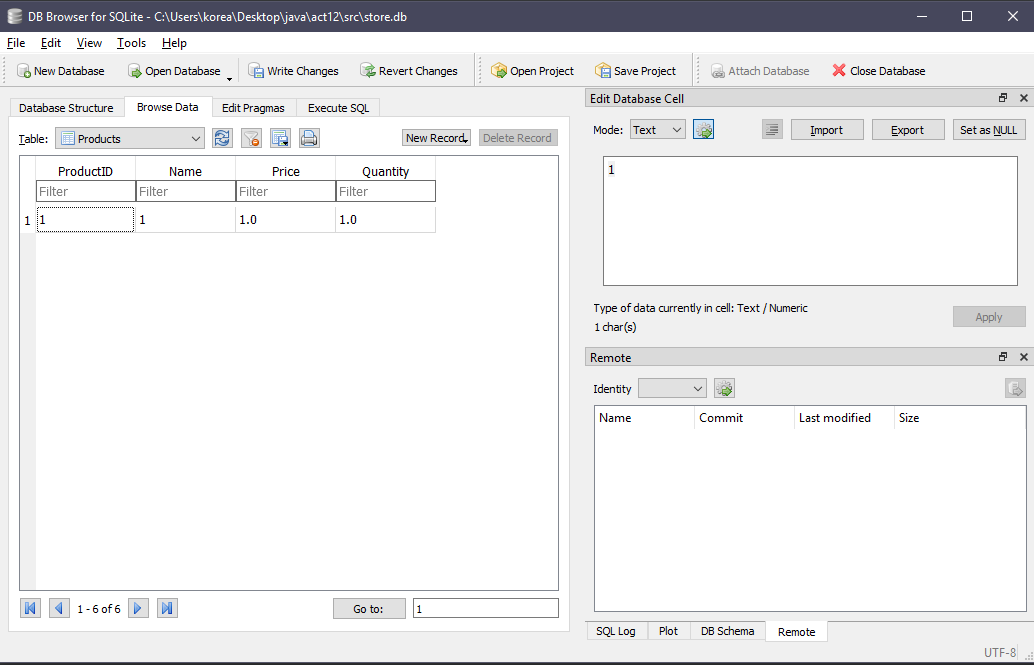 DB Browser for SQLite - C:\Users\korea\Desktop\java\act12\src\store.db
File Edit View Tools Help
New Database Open Database Write Changes Revert Changes Open Project Save Project Attach Database Close Database
Database Structure Browse Data Edit Pragmas Execute SQL
Table: Products New Record Delete Record
ProductID Name Price Quantity
Filter Filter Filter Filter
1 1 1 1.0 1.0
1 - 6 of 6 Go to: 1
Edit Database Cell
Mode: Text Import Export Set as NULL
1
Type of data currently in cell: Text / Numeric
1 char(s)
Apply
Remote
Identity
Name Commit Last modified Size
SQL Log Plot DB Schema Remote
UTF-8